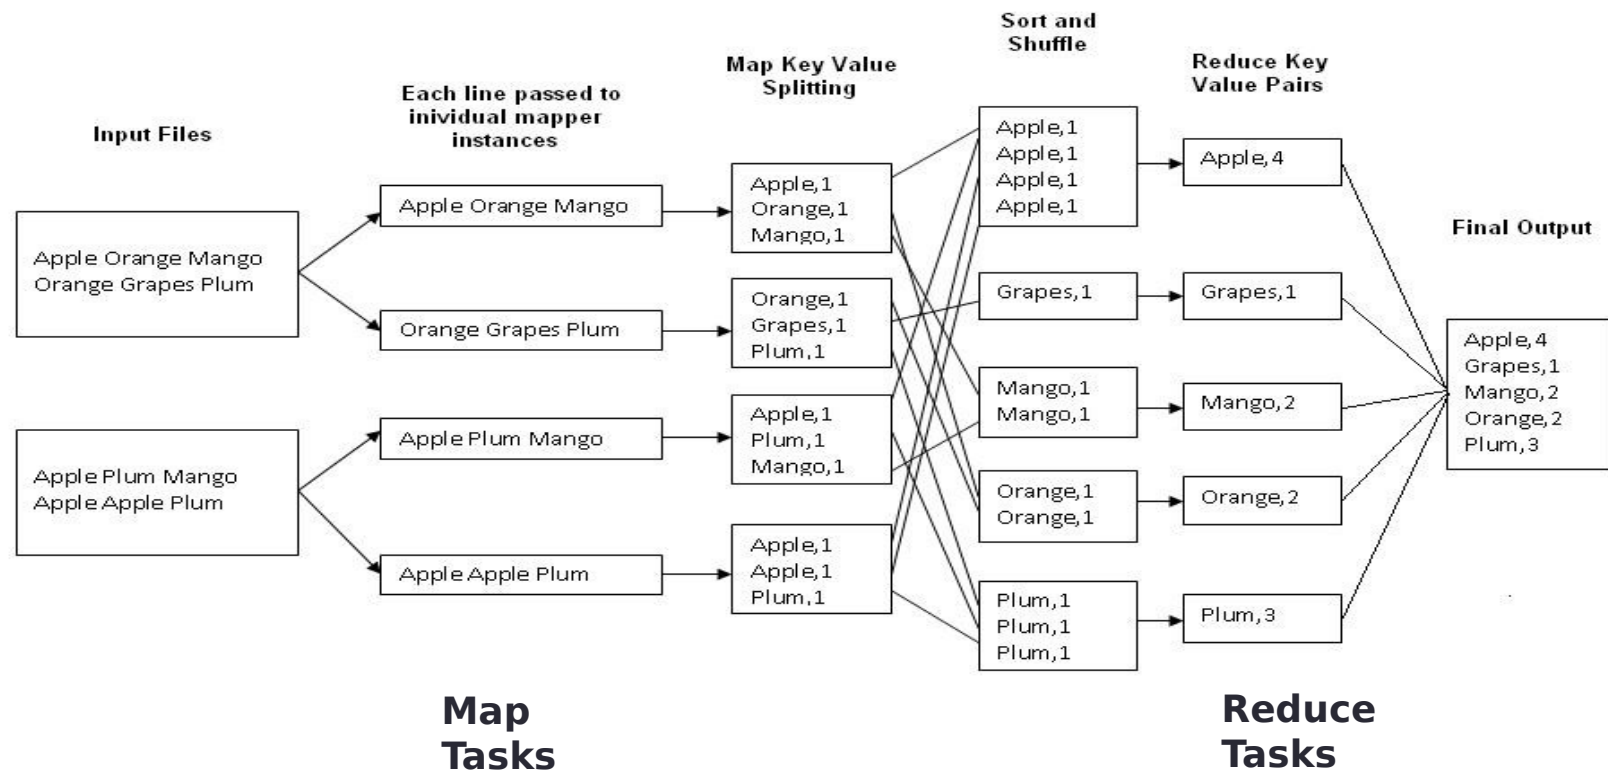 Input Files
Apple Orange Mango
Orange Grapes Plum
Apple Plum Mango
Apple Apple Plum
Each line passed to
inividual mapper
instances
Apple Orange Mango
Orange Grapes Plum
Apple Plum Mango
Apple Apple Plum
Map Key Value
Splitting
Apple,1
Orange,1
Mango,1
Orange,1
Grapes,1
Plum,1
Apple,1
Plum,1
Mango,1
Apple,1
Apple,1
Plum,1
Sort and
Shuffle
Apple,1
Apple,1
Apple,1
Apple,1
Grapes,1
Mango,1
Mango,1
Orange,1
Orange,1
Plum,1
Plum,1
Plum,1
Reduce Key
Value Pairs
Apple,4
Grapes,1
Mango,2
Orange,2
Plum,3
Final Output
Apple,4
Grapes,1
Mango,2
Orange,2
Plum,3
Map
Tasks
Reduce
Tasks